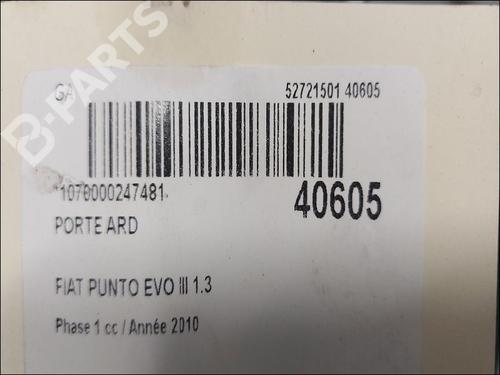 B-PARTS
GA 52721501 40605
*1070000247481
40605
PORTE ARD
FIAT PUNTO EVO III 1.3
Phase 1 cc / Année 2010